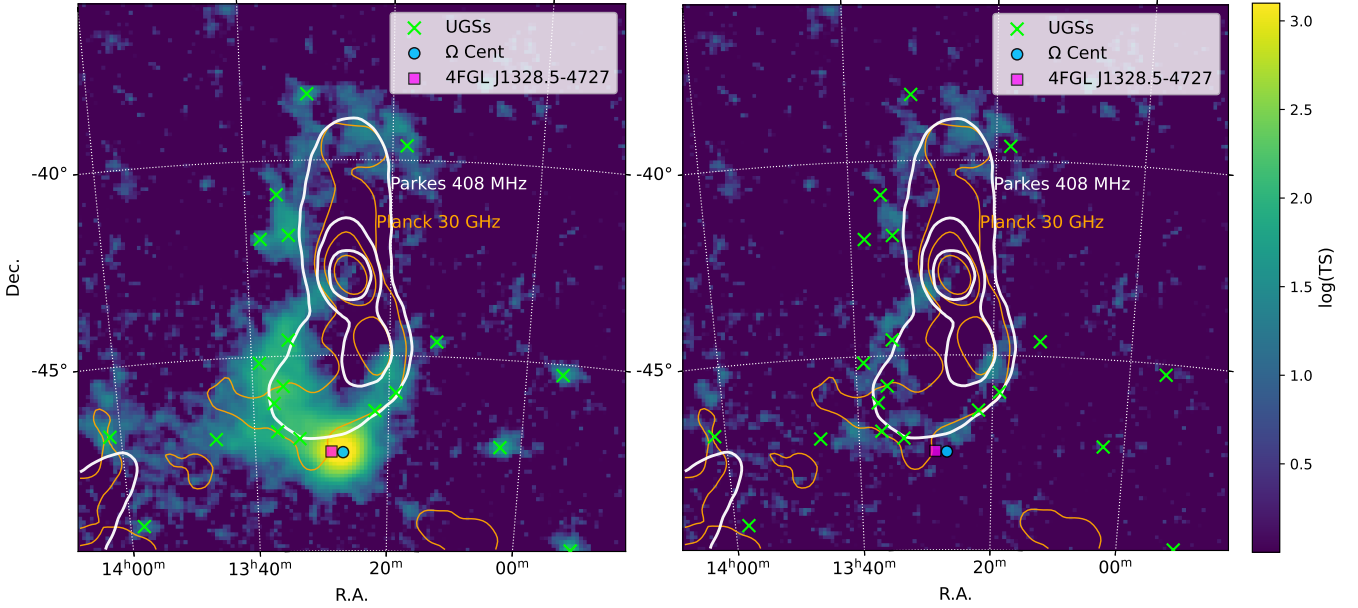 UGSs
Ω Cent
4FGL J1328.5-4727
Parkes 408 MHz
Planck 30 GHz
-40°
-45°
Dec.
14ʰ00ᵐ
13ʰ40ᵐ
20ᵐ
00ᵐ
R.A.
UGSs
Ω Cent
4FGL J1328.5-4727
Parkes 408 MHz
Planck 30 GHz
14ʰ00ᵐ
13ʰ40ᵐ
20ᵐ
00ᵐ
R.A.
3.0
2.5
2.0
1.5
1.0
0.5
log(TS)